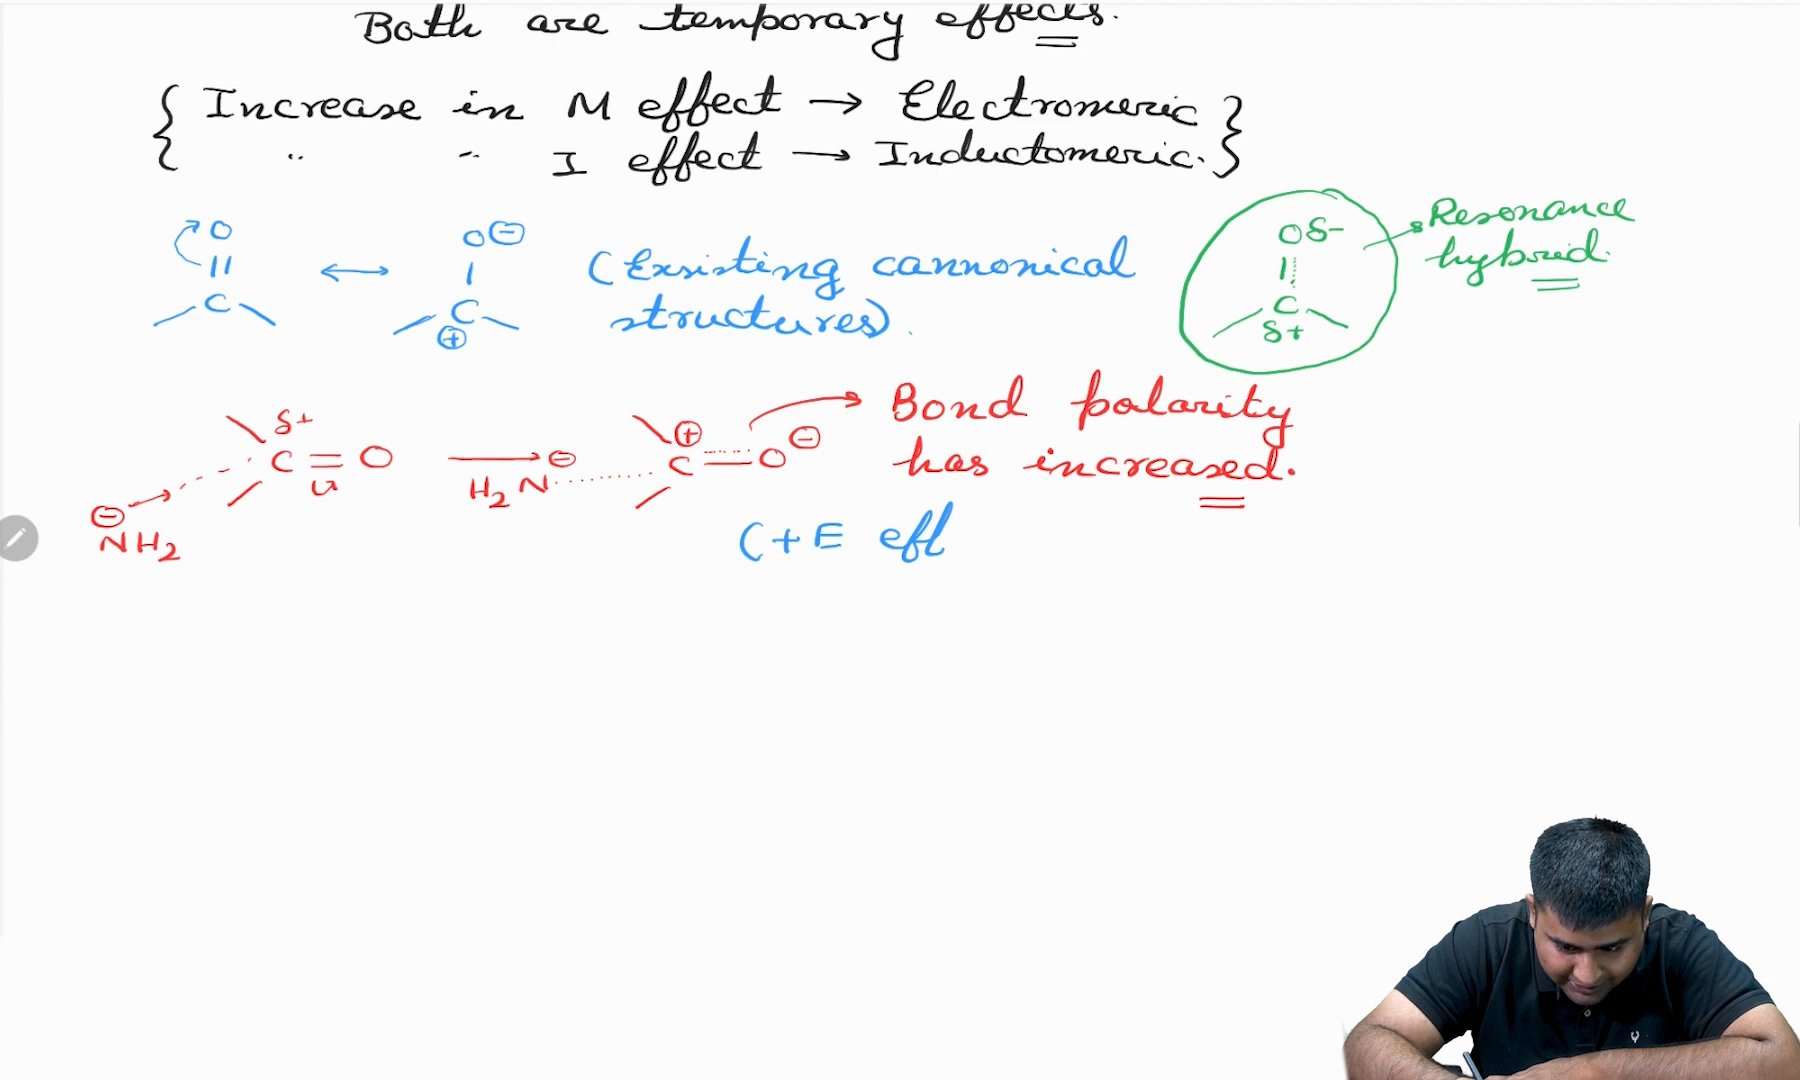 Both are temporary effects.
{ Increase in M effect → Electromeric }
{ " " I effect → Inductomeric. }
O ⊖
O
C
↔
O
C
⊕
(Exsisting cannonical
structures).
Oδ-
C
δ+
Resonance
hybrid.
δ+
C = O
⊖
NH2
→
⊖
H2N
⊕
C = O ⊖
Bond polarity
has increased.
(+E eff